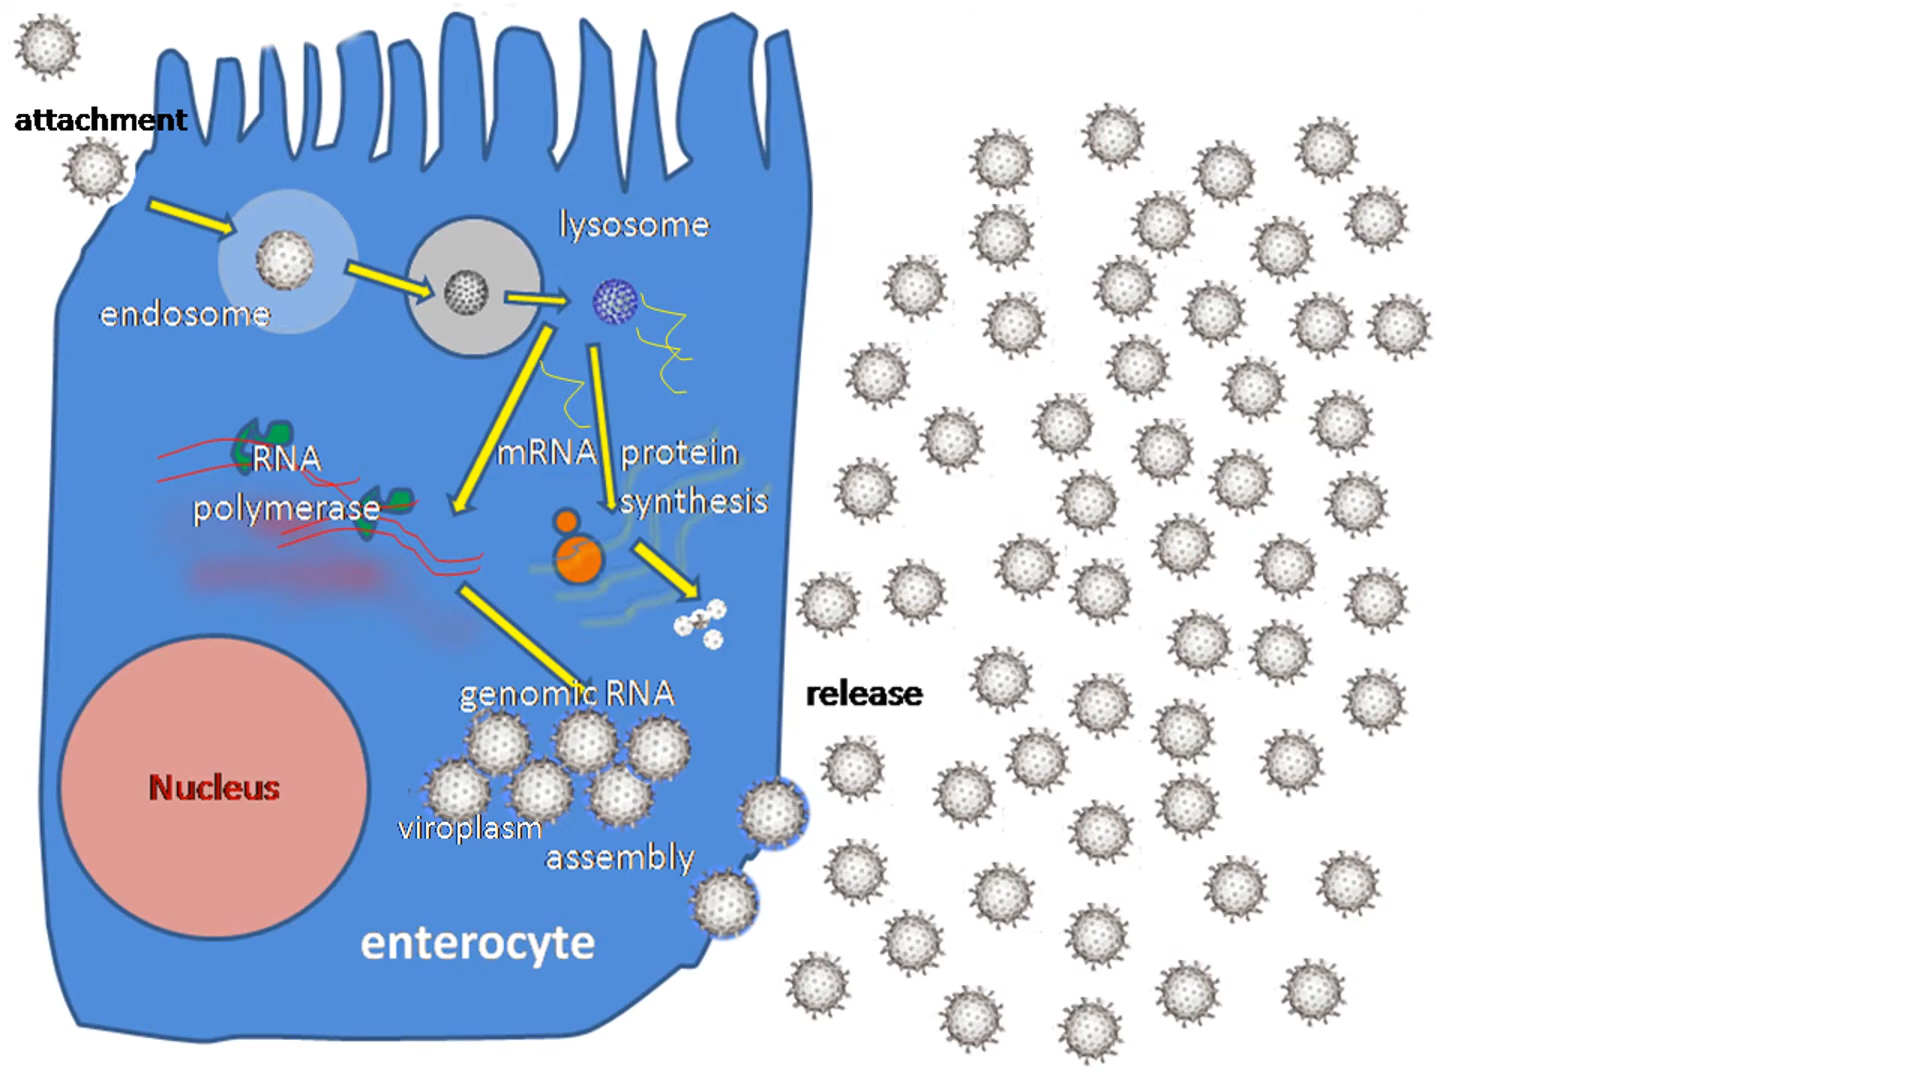 attachment
lysosome
endosome
mRNA
protein
synthesis
RNA
polymerase
genomic RNA
release
Nucleus
viroplasm
assembly
enterocyte